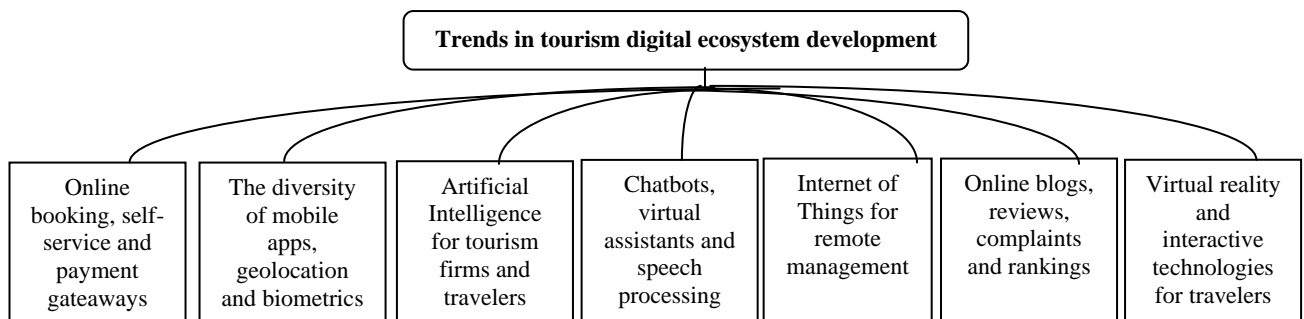 Trends in tourism digital ecosystem development
Online
booking, self-
service and
payment
gateaways
The diversity
of mobile
apps,
geolocation
and biometrics
Artificial
Intelligence
for tourism
firms and
travelers
Chatbots,
virtual
assistants and
speech
processing
Internet of
Things for
remote
management
Online blogs,
reviews,
complaints
and rankings
Virtual reality
and
interactive
technologies
for travelers